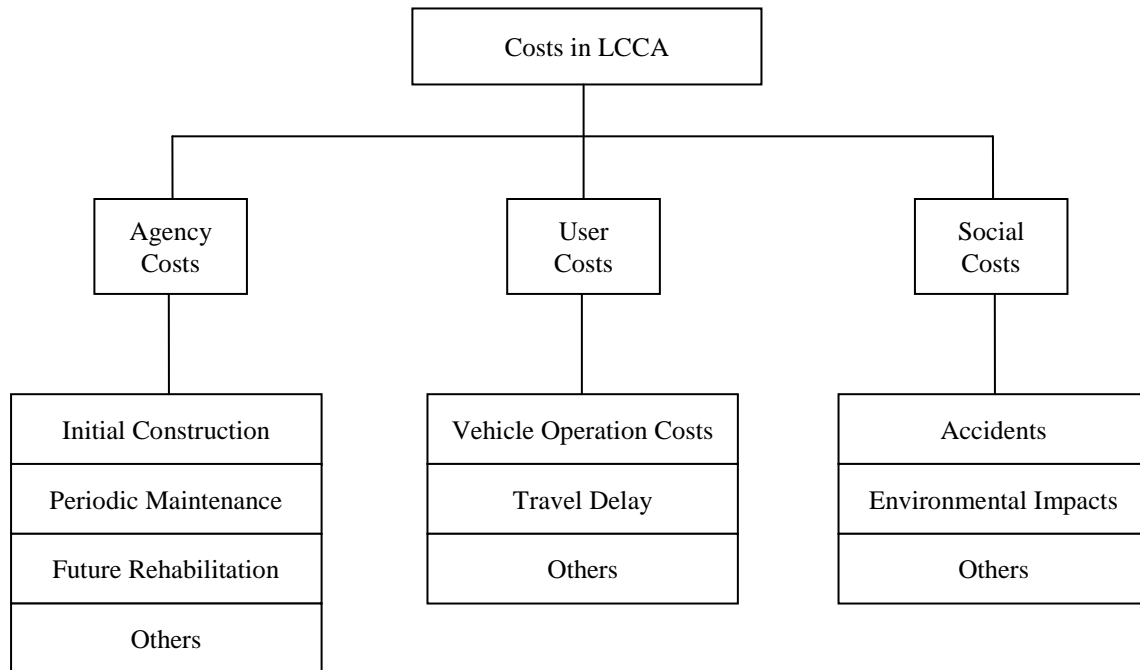 Costs in LCCA
Agency
Costs
User
Costs
Social
Costs
Initial Construction
Periodic Maintenance
Future Rehabilitation
Others
Vehicle Operation Costs
Travel Delay
Others
Accidents
Environmental Impacts
Others